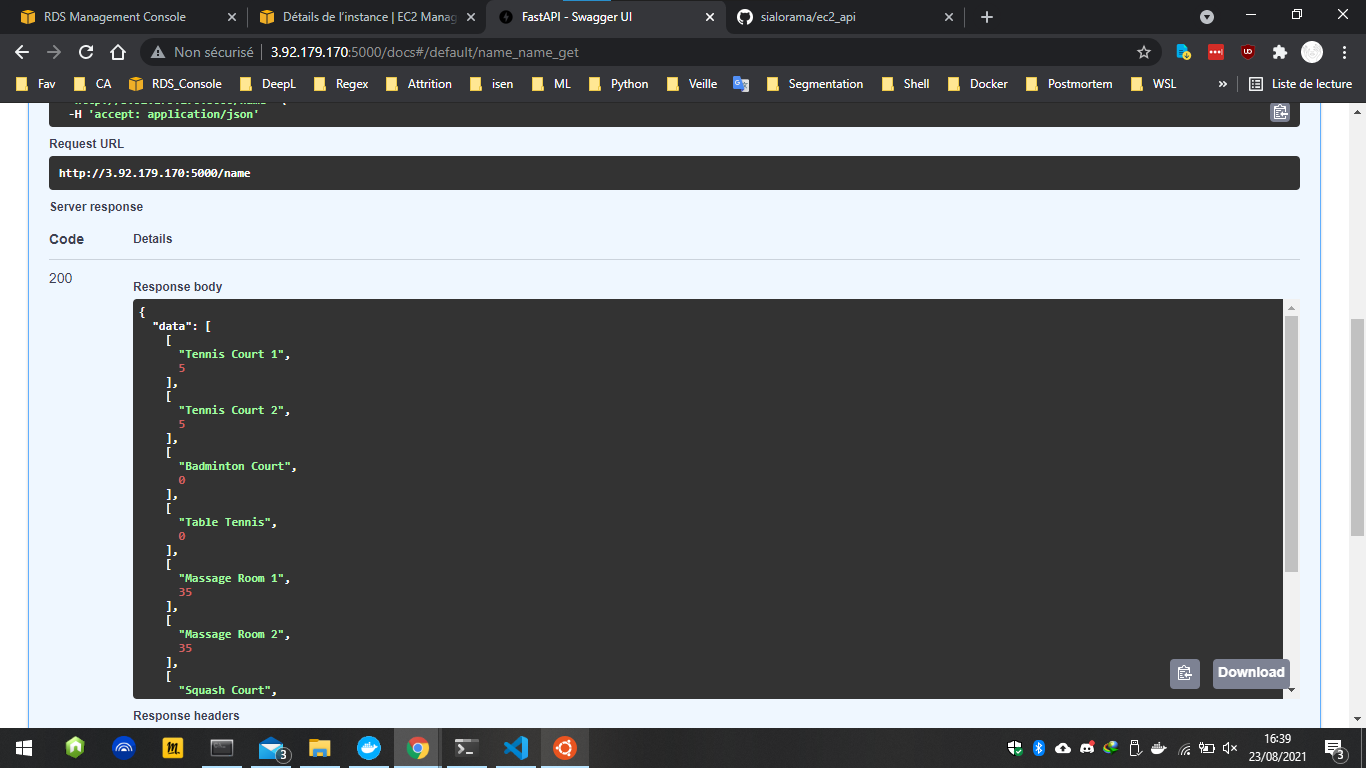 RDS Management Console
Détails de l'instance | EC2 Manag
FastAPI - Swagger UI
sialorama/ec2_api
Non sécurisé
3.92.179.170:5000/docs#/default/name_name_get
Fav
CA
RDS_Console
DeepL
Regex
Attrition
isen
ML
Python
Veille
Segmentation
Shell
Docker
Postmortem
WSL
»
Liste de lecture
-H 'accept: application/json'
Request URL
http://3.92.179.170:5000/name
Server response
Code
Details
200
Response body
{
"data": [
[
"Tennis Court 1",
5
],
[
"Tennis Court 2",
5
],
[
"Badminton Court",
0
],
[
"Table Tennis",
0
],
[
"Massage Room 1",
35
],
[
"Massage Room 2",
35
],
[
"Squash Court",
Download
Response headers
3
16:39
23/08/2021
3